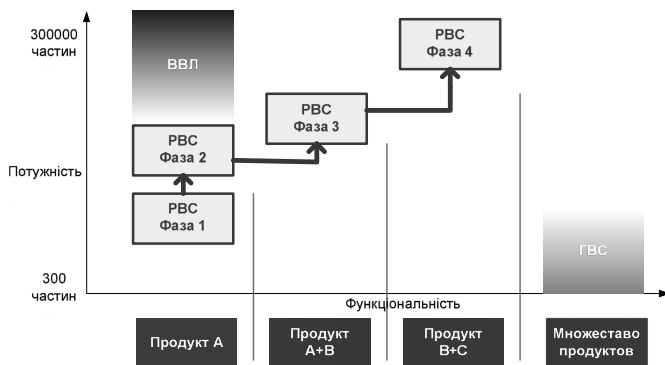 300000
частин
ВВЛ
РВС
Фаза 4
РВС
Фаза 3
РВС
Фаза 2
Потужність
РВС
Фаза 1
ГВС
300
частин
Функціональність
Продукт А
Продукт
А+В
Продукт
В+С
Множеставо
продуктов